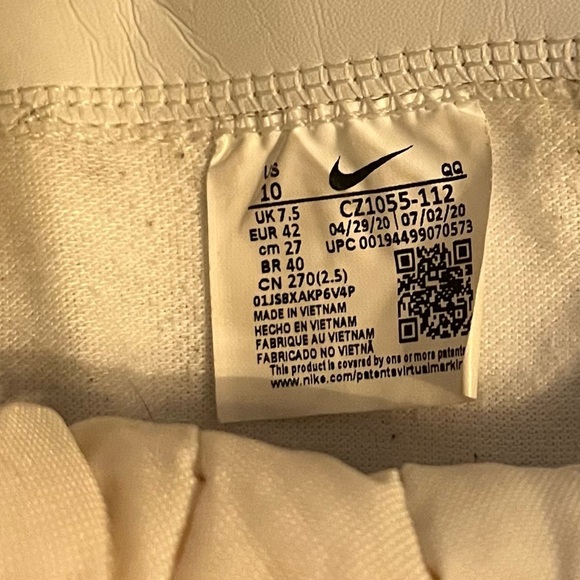 US QQ
10 CZ1055-112
UK 7.5 04/29/20 | 07/02/20
EUR 42 UPC 00194499070573
cm 27
BR 40
CN 270(2.5)
01JSBXAKP6V4P
MADE IN VIETNAM
HECHO EN VIETNAM
FABRIQUE AU VIETNAM
FABRICADO NO VIETNÃ
This product is covered by one or more patents
www.nike.com/patentsvirtualmarkin